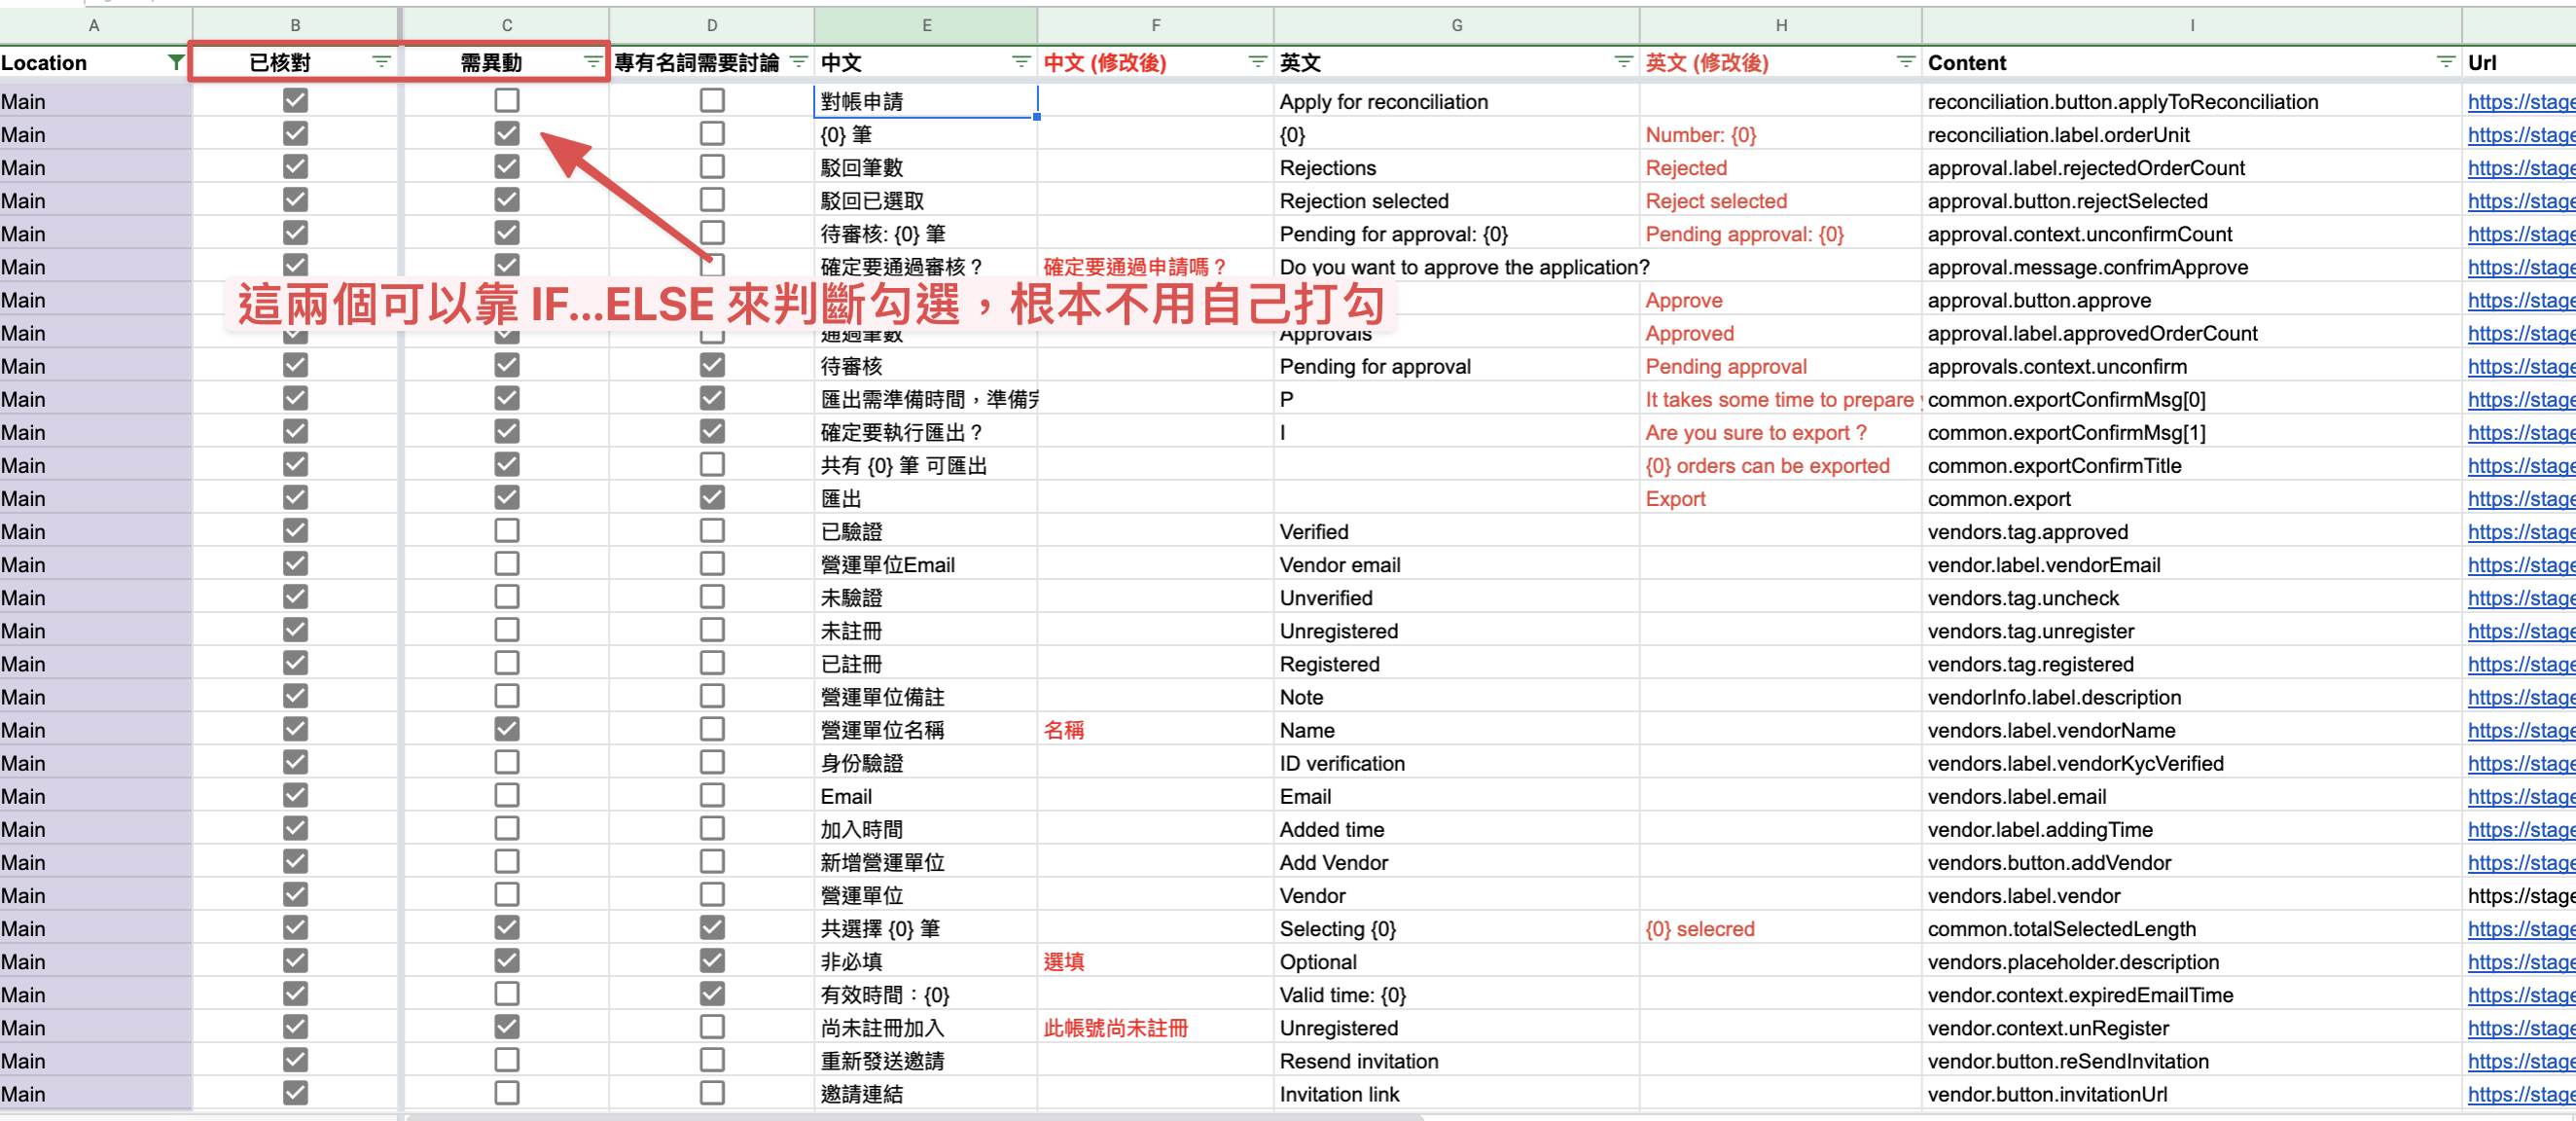 A B C D E F G H I
Location 已核對 需異動 專有名詞需要討論 中文 中文 (修改後) 英文 英文 (修改後) Content Url
Main 對帳申請 Apply for reconciliation reconciliation.button.applyToReconciliation https://stage
Main {0} 筆 {0} Number: {0} reconciliation.label.orderUnit https://stage
Main 駁回筆數 Rejections Rejected approval.label.rejectedOrderCount https://stage
Main 駁回已選取 Rejection selected Reject selected approval.button.rejectSelected https://stage
Main 待審核: {0} 筆 Pending for approval: {0} Pending approval: {0} approval.context.unconfirmCount https://stage
Main 確定要通過審核？ 確定要通過申請嗎？ Do you want to approve the application? approval.message.confrimApprove https://stage
這兩個可以靠 IF...ELSE 來判斷勾選，根本不用自己打勾
Main Approve approval.button.approve https://stage
Main 通過筆數 Approvals Approved approval.label.approvedOrderCount https://stage
Main 待審核 Pending for approval Pending approval approvals.context.unconfirm https://stage
Main 匯出需準備時間，準備完 P It takes some time to prepare common.exportConfirmMsg[0] https://stage
Main 確定要執行匯出？ I Are you sure to export ? common.exportConfirmMsg[1] https://stage
Main 共有 {0} 筆 可匯出 {0} orders can be exported common.exportConfirmTitle https://stage
Main 匯出 Export common.export https://stage
Main 已驗證 Verified vendors.tag.approved https://stage
Main 營運單位Email Vendor email vendor.label.vendorEmail https://stage
Main 未驗證 Unverified vendors.tag.uncheck https://stage
Main 未註冊 Unregistered vendors.tag.unregister https://stage
Main 已註冊 Registered vendors.tag.registered https://stage
Main 營運單位備註 Note vendorInfo.label.description https://stage
Main 營運單位名稱 名稱 Name vendors.label.vendorName https://stage
Main 身份驗證 ID verification vendors.label.vendorKycVerified https://stage
Main Email Email vendors.label.email https://stage
Main 加入時間 Added time vendor.label.addingTime https://stage
Main 新增營運單位 Add Vendor vendors.button.addVendor https://stage
Main 營運單位 Vendor vendors.label.vendor https://stage
Main 共選擇 {0} 筆 Selecting {0} {0} selecred common.totalSelectedLength https://stage
Main 非必填 選填 Optional vendors.placeholder.description https://stage
Main 有效時間：{0} Valid time: {0} vendor.context.expiredEmailTime https://stage
Main 尚未註冊加入 此帳號尚未註冊 Unregistered vendor.context.unRegister https://stage
Main 重新發送邀請 Resend invitation vendor.button.reSendInvitation https://stage
Main 邀請連結 Invitation link vendor.button.invitationUrl https://stage